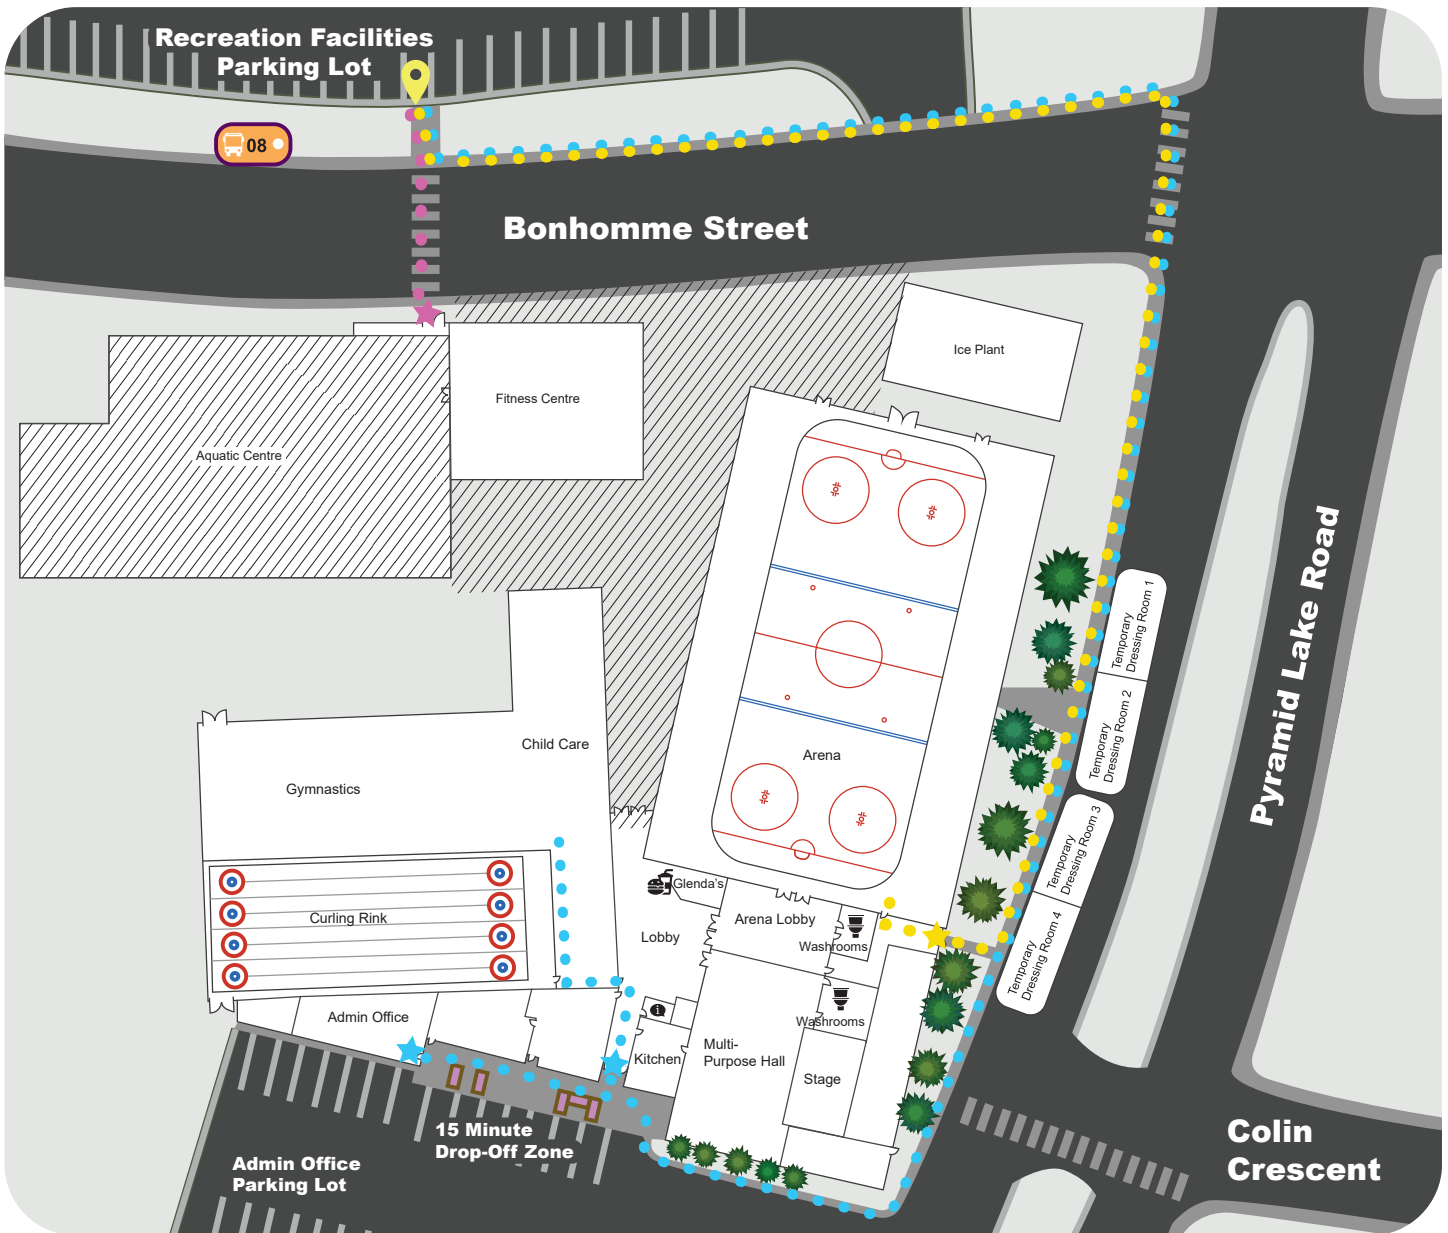 Recreation Facilities
Parking Lot
08
Bonhomme Street
Ice Plant
Fitness Centre
Aquatic Centre
Temporary
Dressing Room 1
Temporary
Dressing Room 2
Pyramid Lake Road
Child Care
Arena
Gymnastics
Temporary
Dressing Room 3
Glenda's
Curling Rink
Arena Lobby
Lobby
Washrooms
Temporary
Dressing Room 4
Admin Office
Washrooms
Multi-
Purpose Hall
Kitchen
Stage
15 Minute
Drop-Off Zone
Colin
Crescent
Admin Office
Parking Lot